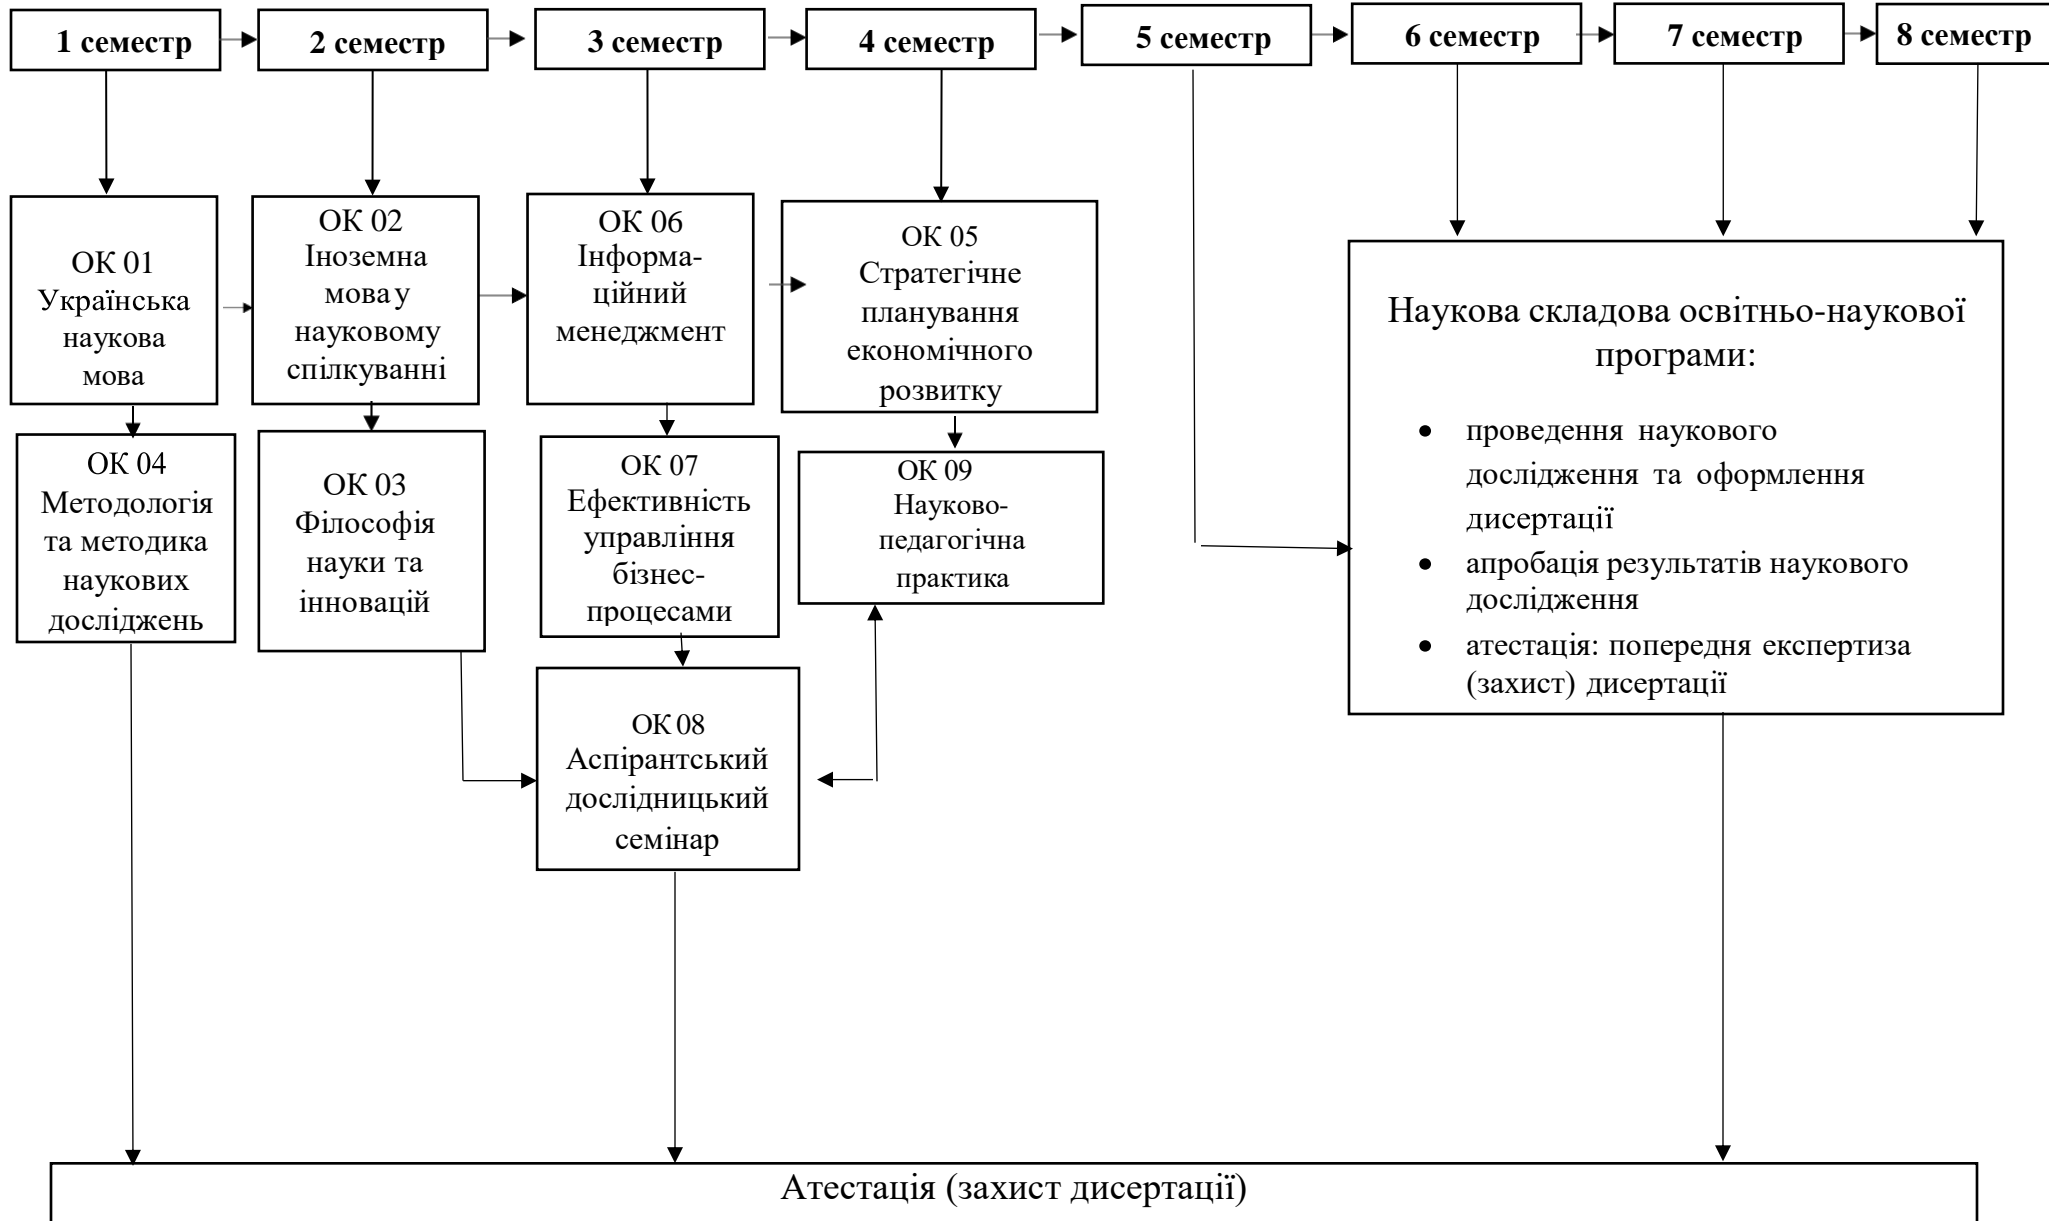 1 семестр
2 семестр
3 семестр
4 семестр
5 семестр
6 семестр
7 семестр
8 семестр
ОК 01
Українська
наукова
мова
ОК 02
Іноземна
мова у
науковому
спілкуванні
ОК 06
Інформа-
ційний
менеджмент
ОК 05
Стратегічне
планування
економічного
розвитку
ОК 04
Методологія
та методика
наукових
досліджень
ОК 03
Філософія
науки та
інновацій
ОК 07
Ефективність
управління
бізнес-
процесами
ОК 09
Науково-
педагогічна
практика
ОК 08
Аспірантський
дослідницький
семінар
Наукова складова освітньо-наукової
програми:
• проведення наукового
дослідження та оформлення
дисертації
• апробація результатів наукового
дослідження
• атестація: попередня експертиза
(захист) дисертації
Атестація (захист дисертації)